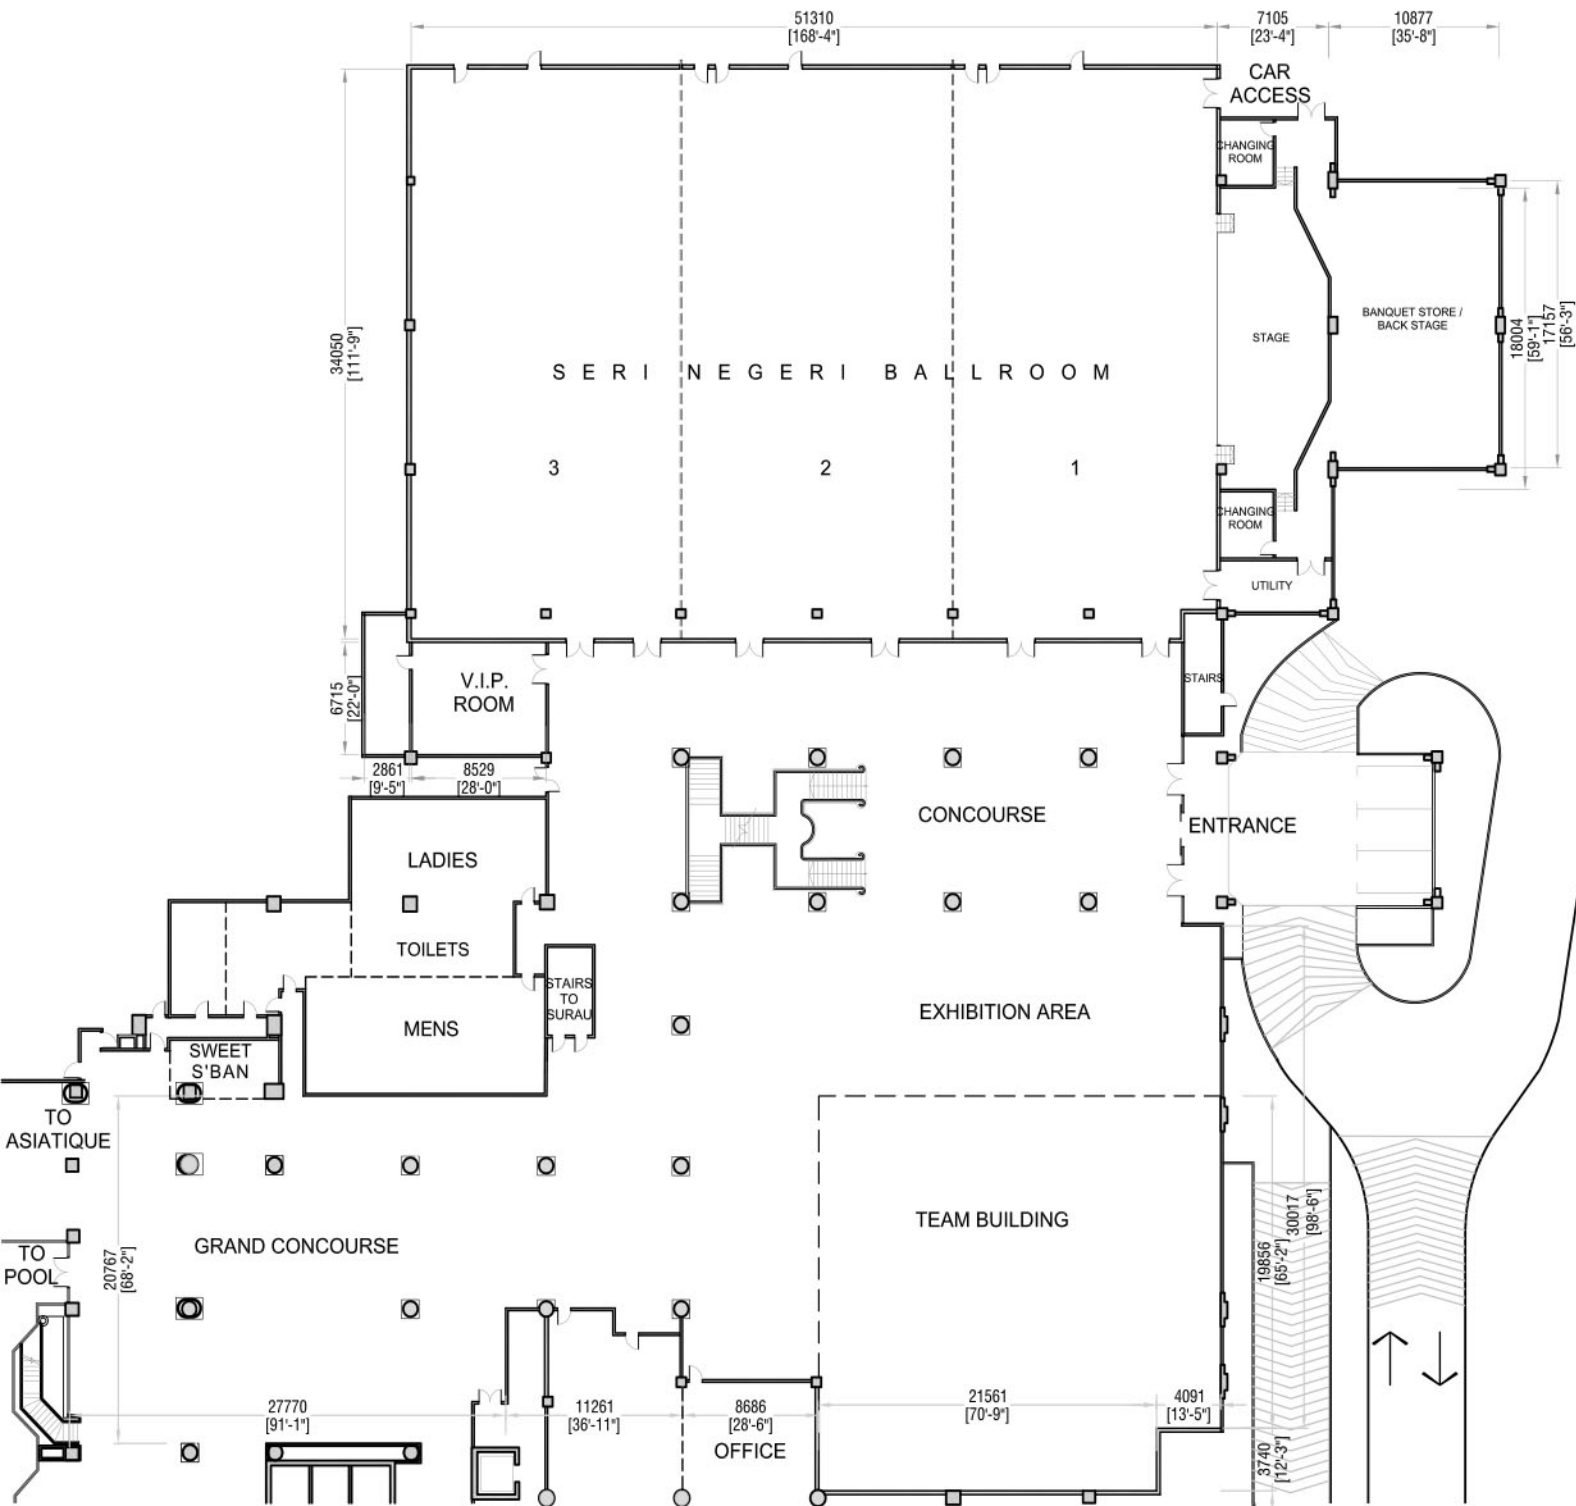 51310
[168'-4"]
7105
[23'-4"]
10877
[35'-8"]
CAR
ACCESS
CHANGING
ROOM
34050
[111'-9"]
STAGE
BANQUET STORE /
BACK STAGE
18004
[59'-1"]
17157
[56'-3"]
SERI NEGERI BALLROOM
3
2
1
CHANGING
ROOM
UTILITY
6715
[22'-0"]
V.I.P.
ROOM
STAIRS
2861
[9'-5"]
8529
[28'-0"]
CONCOURSE
ENTRANCE
LADIES
TOILETS
STAIRS
TO
SURAU
MENS
EXHIBITION AREA
SWEET
S'BAN
TO
ASIATIQUE
TO
POOL
20767
[68'-2"]
GRAND CONCOURSE
TEAM BUILDING
19856
[65'-2"]
30017
[98'-6"]
27770
[91'-1"]
11261
[36'-11"]
8686
[28'-6"]
OFFICE
21561
[70'-9"]
4091
[13'-5"]
3740
[12'-3"]